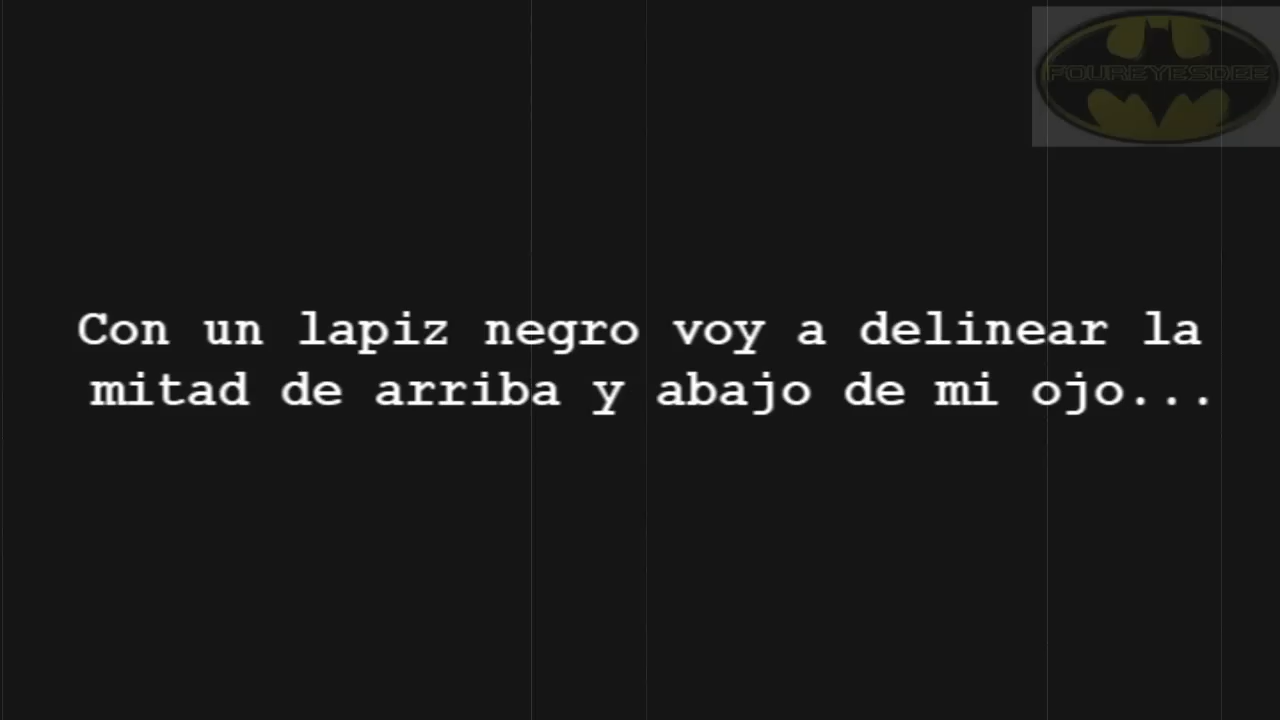 FOUREYESDEE
Con un lapiz negro voy a delinear la
mitad de arriba y abajo de mi ojo...